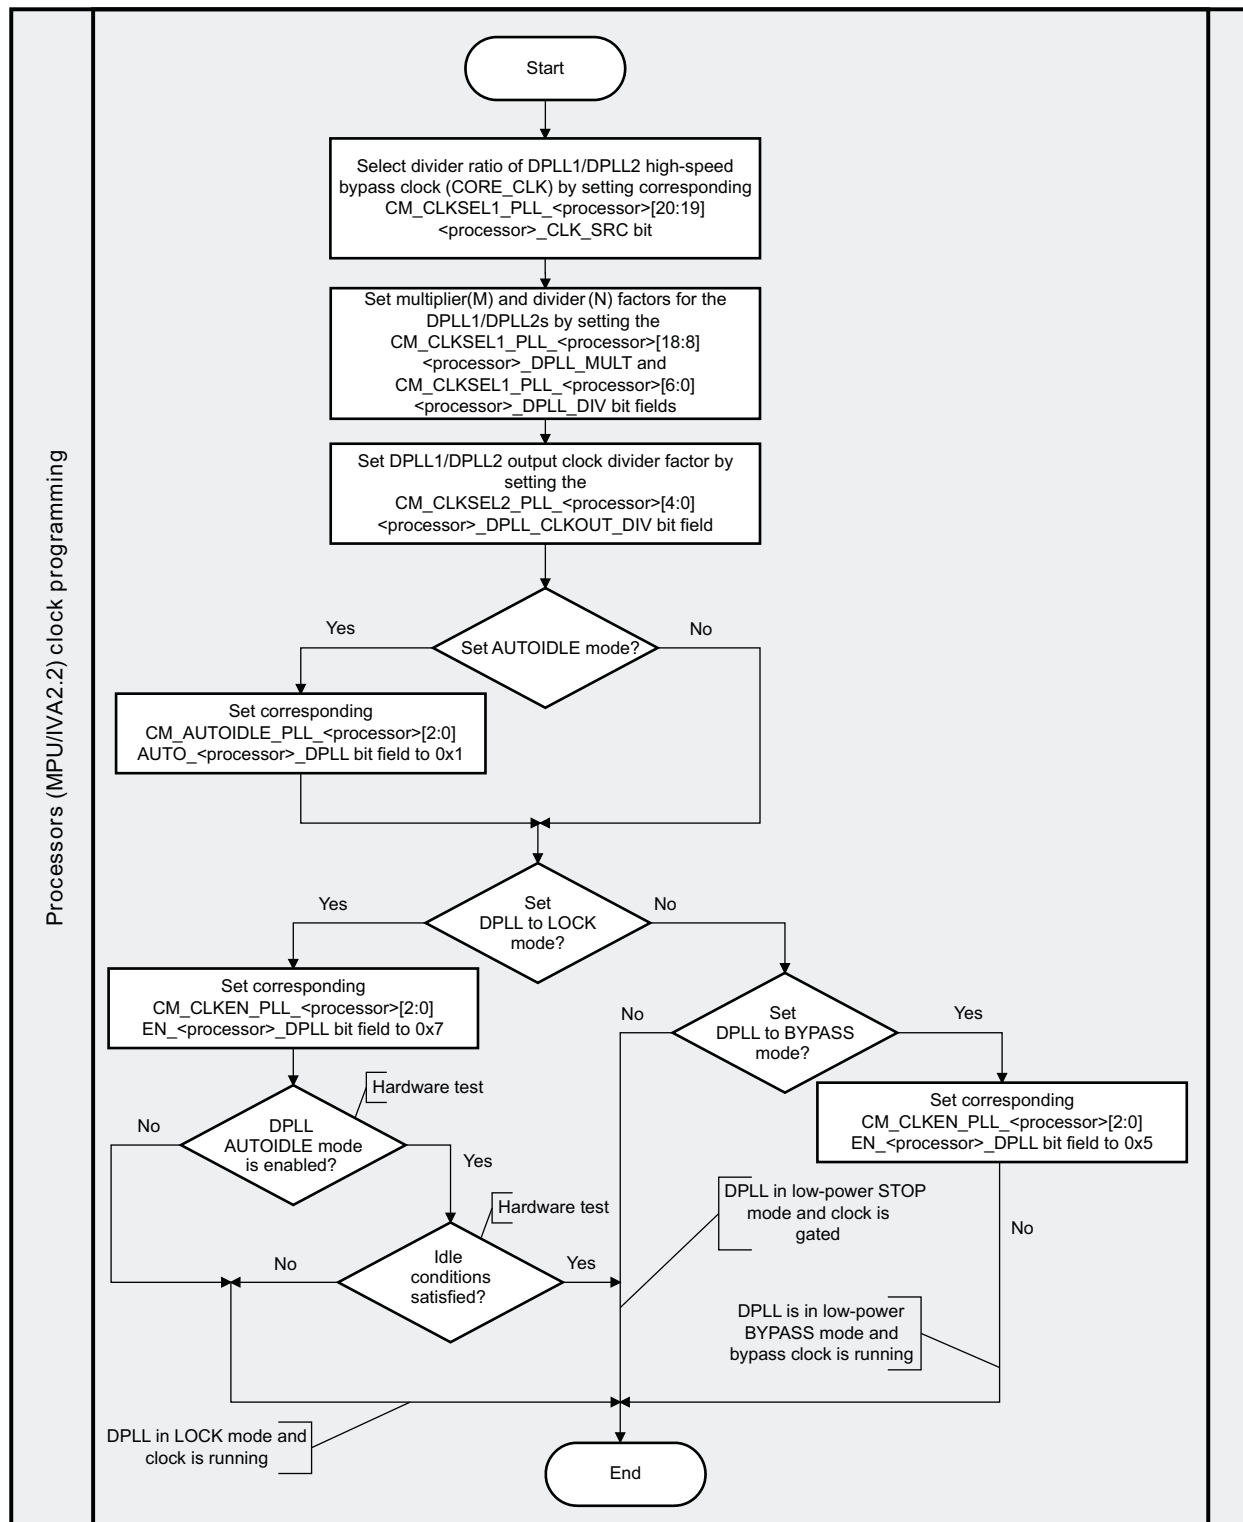 Processors (MPU/IVA2.2) clock programming
Start
Select divider ratio of DPLL1/DPLL2 high-speed
bypass clock (CORE_CLK) by setting corresponding
CM_CLKSEL1_PLL_<processor>[20:19]
<processor>_CLK_SRC bit
Set multiplier(M) and divider (N) factors for the
DPLL1/DPLL2s by setting the
CM_CLKSEL1_PLL_<processor>[18:8]
<processor>_DPLL_MULT and
CM_CLKSEL1_PLL_<processor>[6:0]
<processor>_DPLL_DIV bit fields
Set DPLL1/DPLL2 output clock divider factor by
setting the
CM_CLKSEL2_PLL_<processor>[4:0]
<processor>_DPLL_CLKOUT_DIV bit field
Yes
No
Set AUTOIDLE mode?
Set corresponding
CM_AUTOIDLE_PLL_<processor>[2:0]
AUTO_<processor>_DPLL bit field to 0x1
Yes
Set
DPLL to LOCK
mode?
No
Set corresponding
CM_CLKEN_PLL_<processor>[2:0]
EN_<processor>_DPLL bit field to 0x7
No
Set
DPLL to BYPASS
mode?
Yes
Hardware test
Set corresponding
CM_CLKEN_PLL_<processor>[2:0]
EN_<processor>_DPLL bit field to 0x5
No
DPLL
AUTOIDLE mode
is enabled?
Yes
DPLL in low-power STOP
mode and clock is
gated
Hardware test
No
No
Idle
conditions
satisfied?
Yes
DPLL is in low-power
BYPASS mode and
bypass clock is running
DPLL in LOCK mode and
clock is running
End